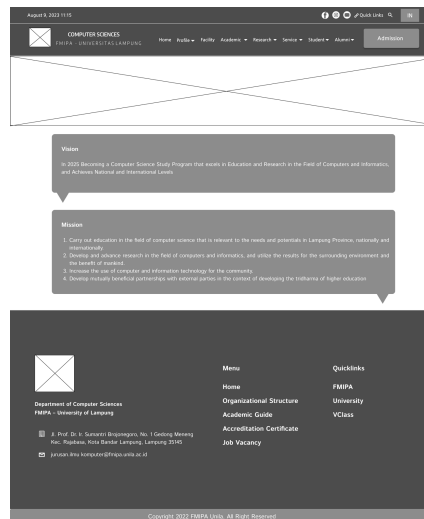 August 9, 2023 11:15
Quick Links
IN
COMPUTER SCIENCES
FMIPA - UNIVERSITAS LAMPUNG
Home Profile Facility Academic Research Service Student Alumni
Admission
Vision
In 2025 Becoming a Computer Science Study Program that excels in Education and Research in the Field of Computers and Informatics,
and Achieves National and International Levels
Mission
1. Carry out education in the field of computer science that is relevant to the needs and potentials in Lampung Province, nationally and
internationally.
2. Develop and advance research in the field of computers and informatics, and utilize the results for the surrounding environment and
the benefit of mankind.
3. Increase the use of computer and information technology for the community.
4. Develop mutually beneficial partnerships with external parties in the context of developing the tridharma of higher education
Department of Computer Sciences
FMIPA – University of Lampung
Jl. Prof. Dr. Ir. Sumantri Brojonegoro, No. 1 Gedong Meneng
Kec. Rajabasa, Kota Bandar Lampung, Lampung 35145
jurusan.ilmu.komputer@fmipa.unila.ac.id
Menu
Home
Organizational Structure
Academic Guide
Accreditation Certificate
Job Vacancy
Quicklinks
FMIPA
University
VClass
Copyright 2022 FMIPA Unila. All Right Reserved